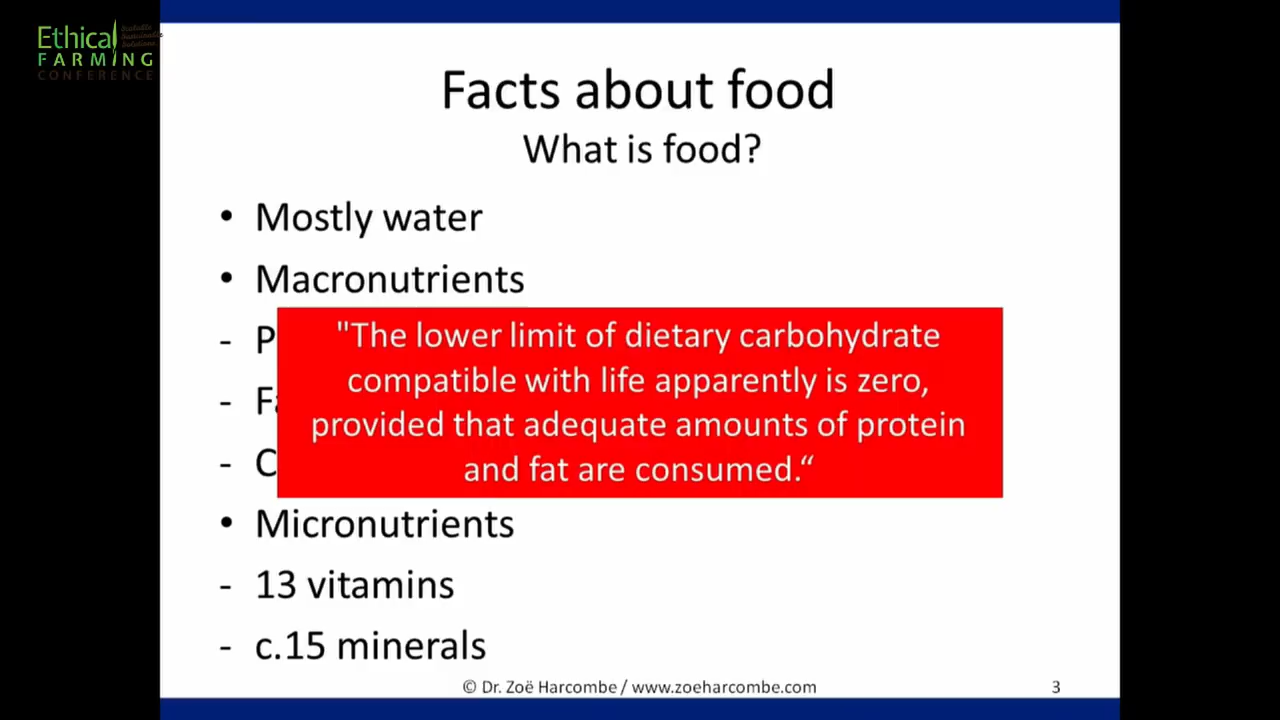 Ethical
FARMING
CONFERENCE
Facts about food
What is food?
• Mostly water
• Macronutrients
- P
- Fa
- C
"The lower limit of dietary carbohydrate
compatible with life apparently is zero,
provided that adequate amounts of protein
and fat are consumed.“
• Micronutrients
- 13 vitamins
- c.15 minerals
© Dr. Zoë Harcombe / www.zoeharcombe.com
3